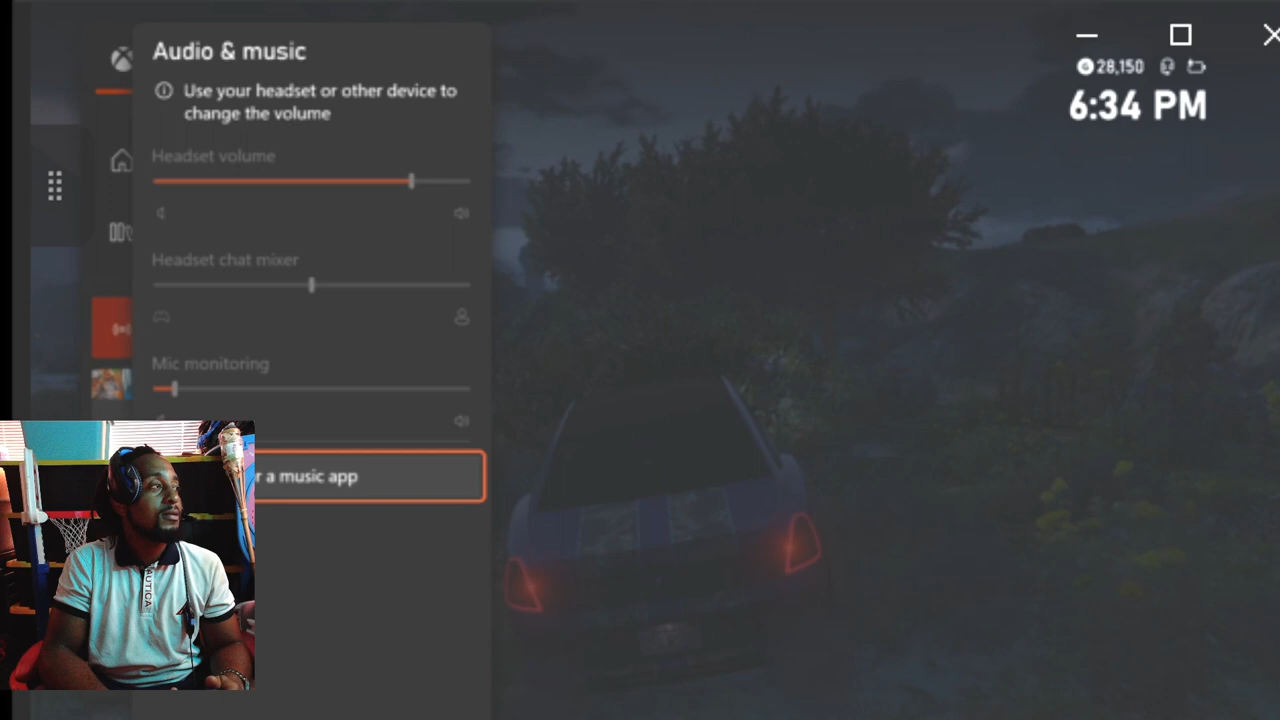 Audio & music
Use your headset or other device to
change the volume
28,150
6:34 PM
Headset volume
Headset chat mixer
Mic monitoring
r a music app
NAUTICA